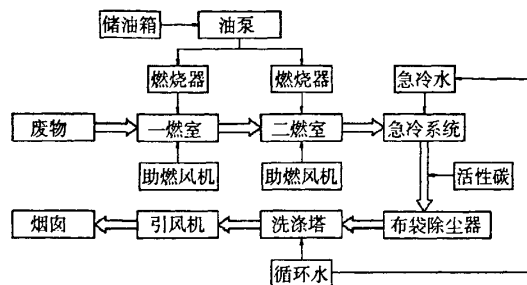 储油箱
油泵
燃烧器
燃烧器
急冷水
废物
一燃室
二燃室
急冷系统
助燃风机
助燃风机
活性碳
烟囱
引风机
洗涤塔
布袋除尘器
循环水